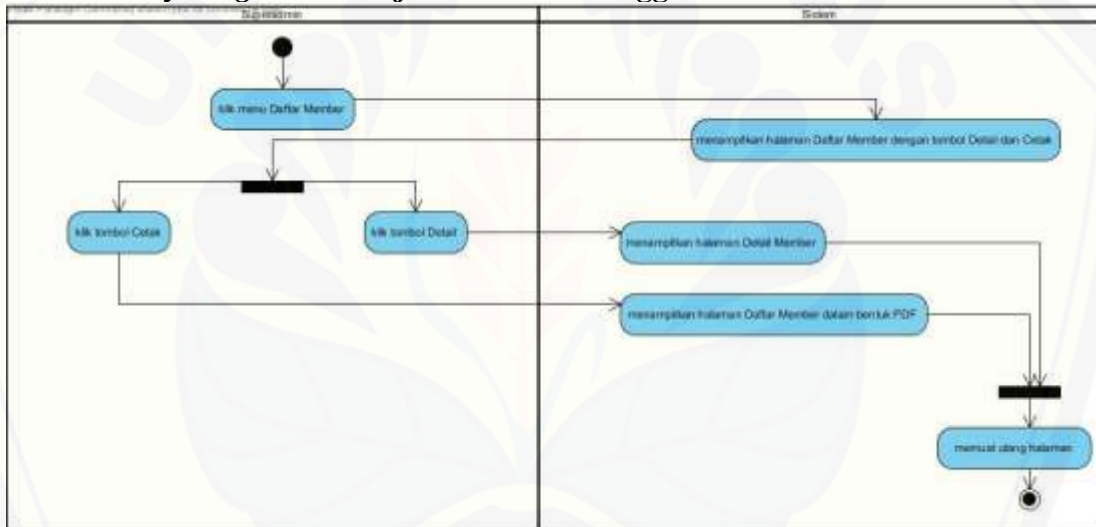 Superadmin
Sistem
klik menu Daftar Member
menampilkan halaman Daftar Member dengan tombol Detail dan Cetak
klik tombol Cetak
klik tombol Detail
menampilkan halaman Detail Member
menampilkan halaman Daftar Member dalam bentuk PDF
memuat ulang halaman